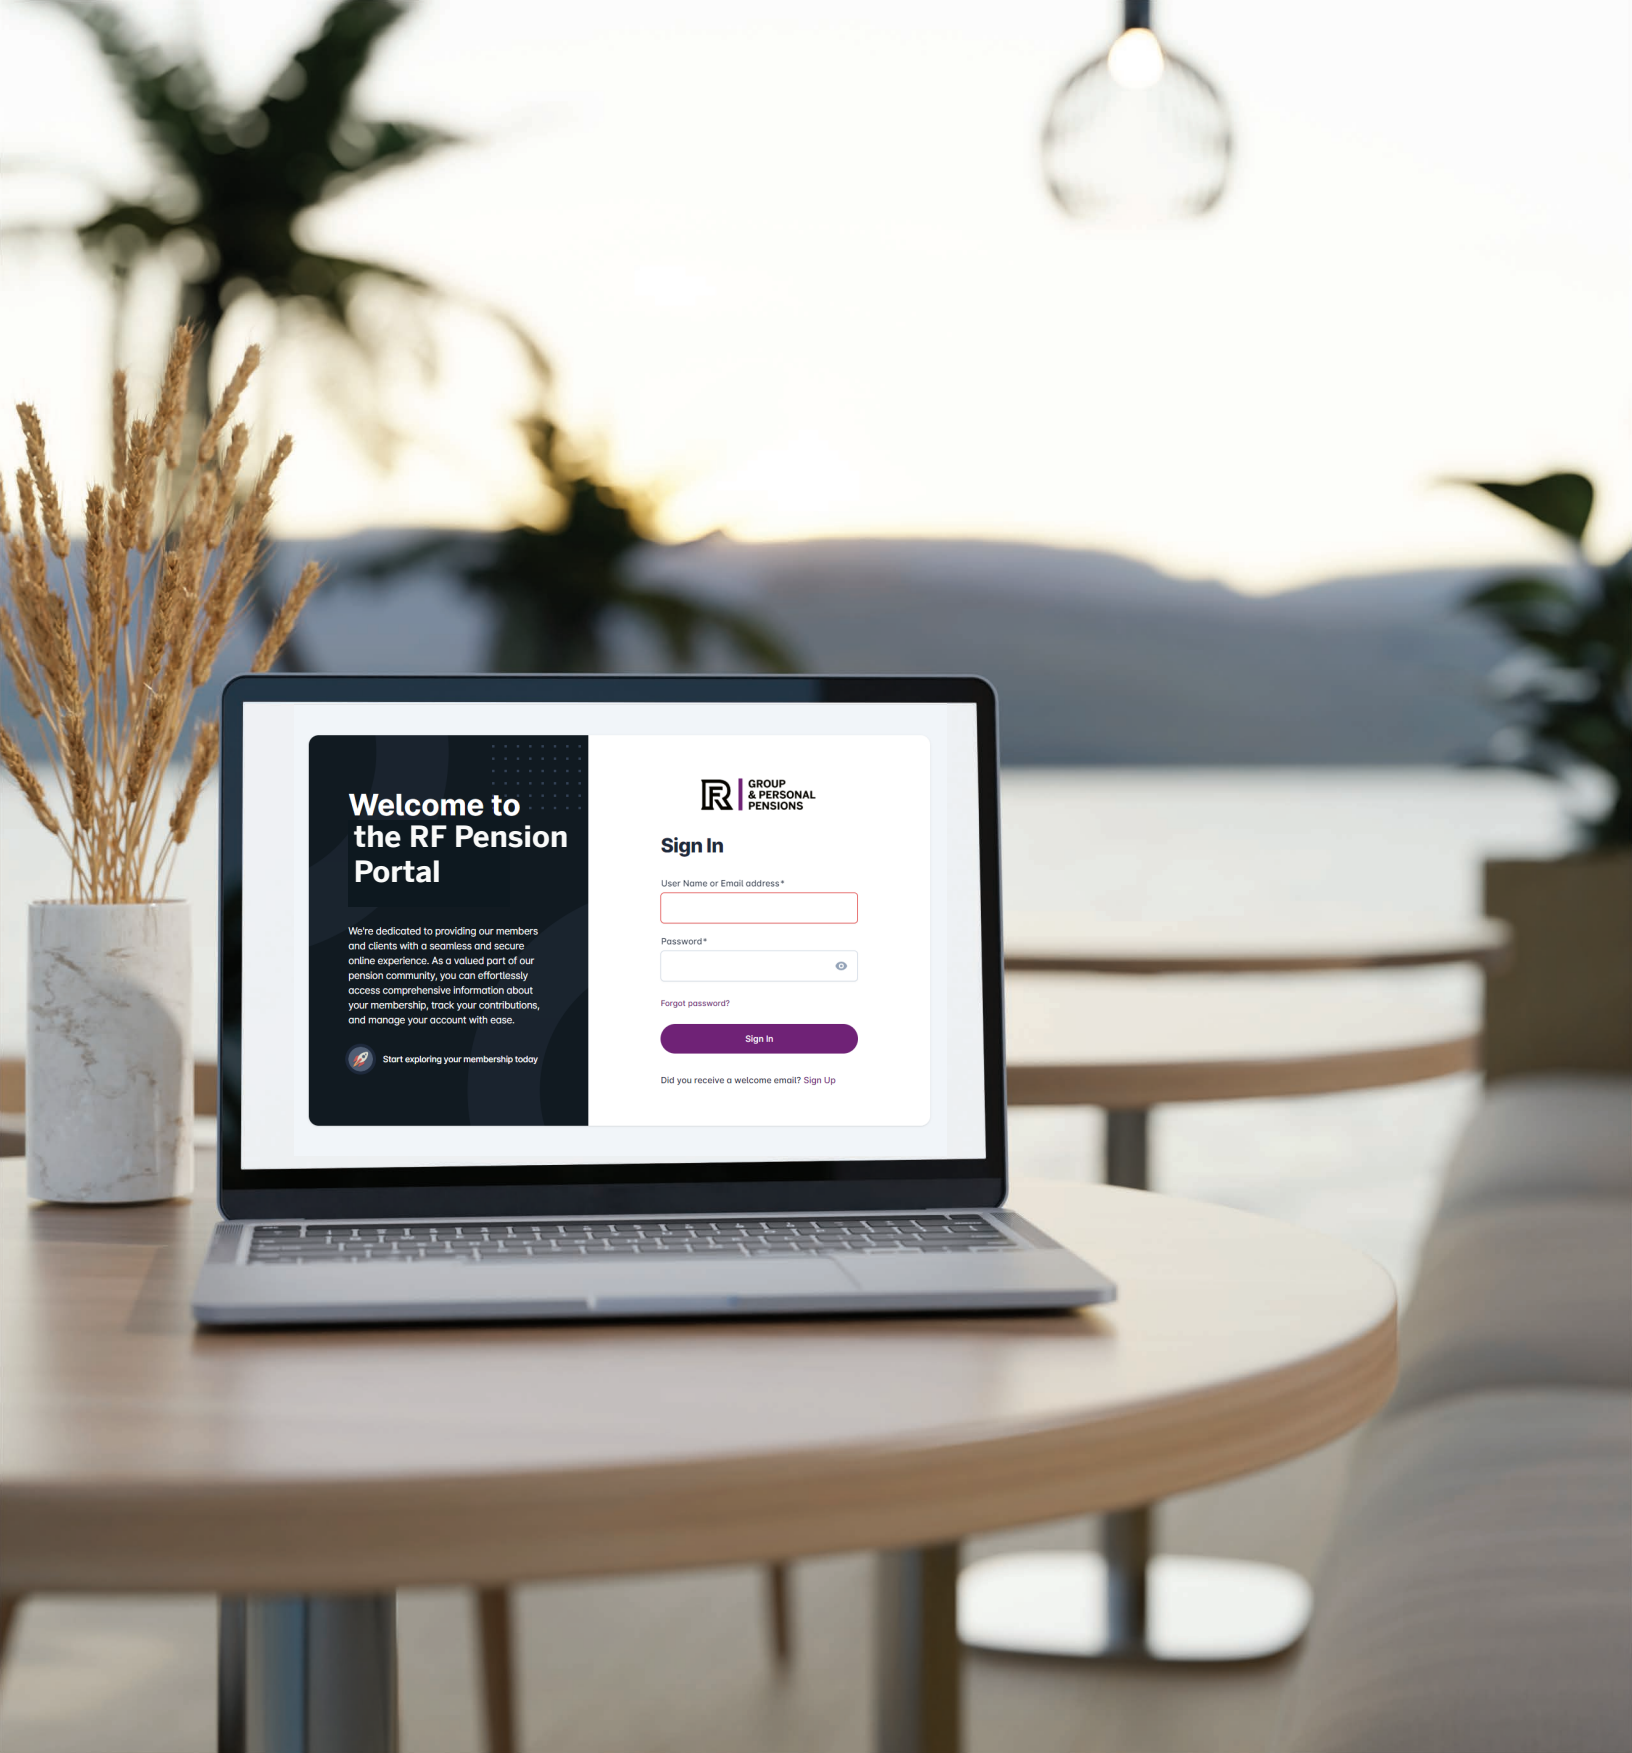 Welcome to
the RF Pension
Portal
We're dedicated to providing our members
and clients with a seamless and secure
online experience. As a valued part of our
pension community, you can effortlessly
access comprehensive information about
your membership, track your contributions,
and manage your account with ease.
Start exploring your membership today
RF
GROUP
& PERSONAL
PENSIONS
Sign In
User Name or Email address*
Password*
Forgot password?
Sign In
Did you receive a welcome email? Sign Up